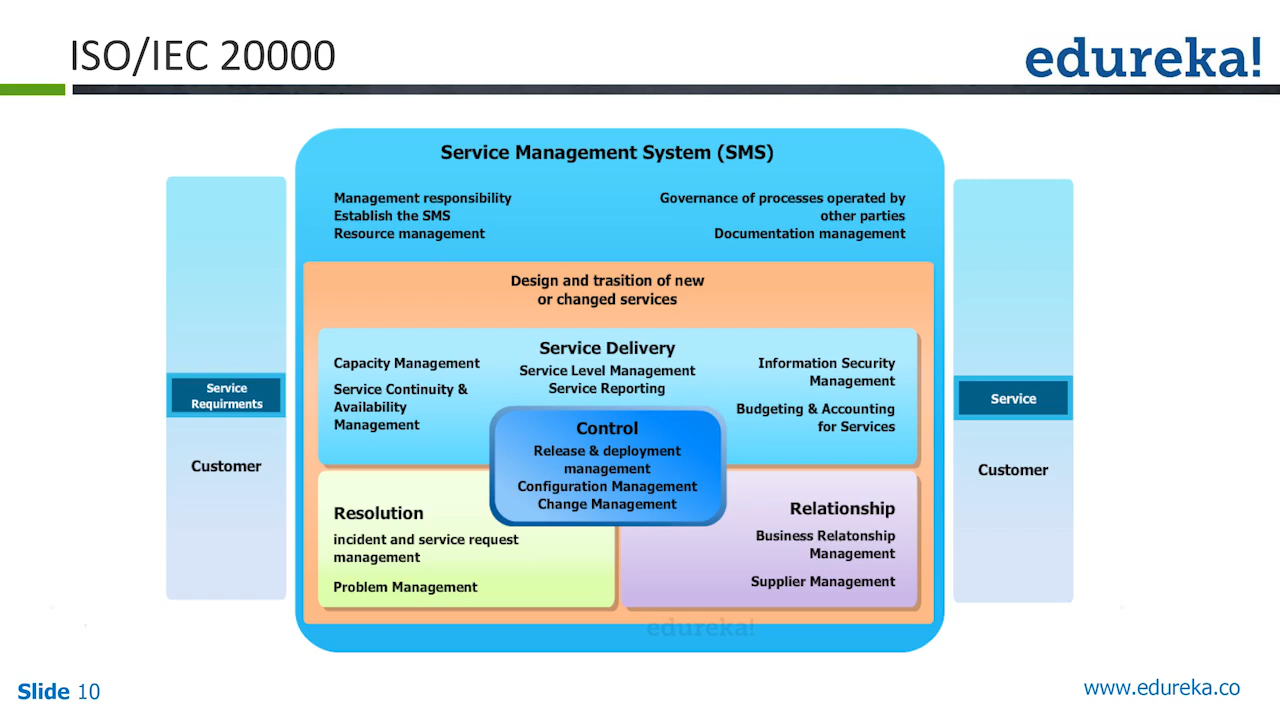 ISO/IEC 20000
edureka!
Service Management System (SMS)
Management responsibility
Establish the SMS
Resource management
Governance of processes operated by
other parties
Documentation management
Design and trasition of new
or changed services
Service Delivery
Service Level Management
Service Reporting
Capacity Management
Service Continuity &
Availability
Management
Information Security
Management
Budgeting & Accounting
for Services
Control
Release & deployment
management
Configuration Management
Change Management
Resolution
incident and service request
management
Problem Management
Relationship
Business Relatonship
Management
Supplier Management
Service
Requirments
Customer
Service
Customer
edureka!
Slide 10
www.edureka.co